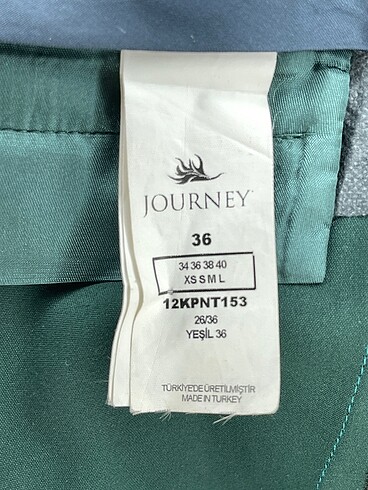 JOURNEY
36
34 36 38 40
XS S M L
12KPNT153
26/36
YEŞİL 36
TÜRKİYE'DE ÜRETİLMİŞTİR
MADE IN TURKEY